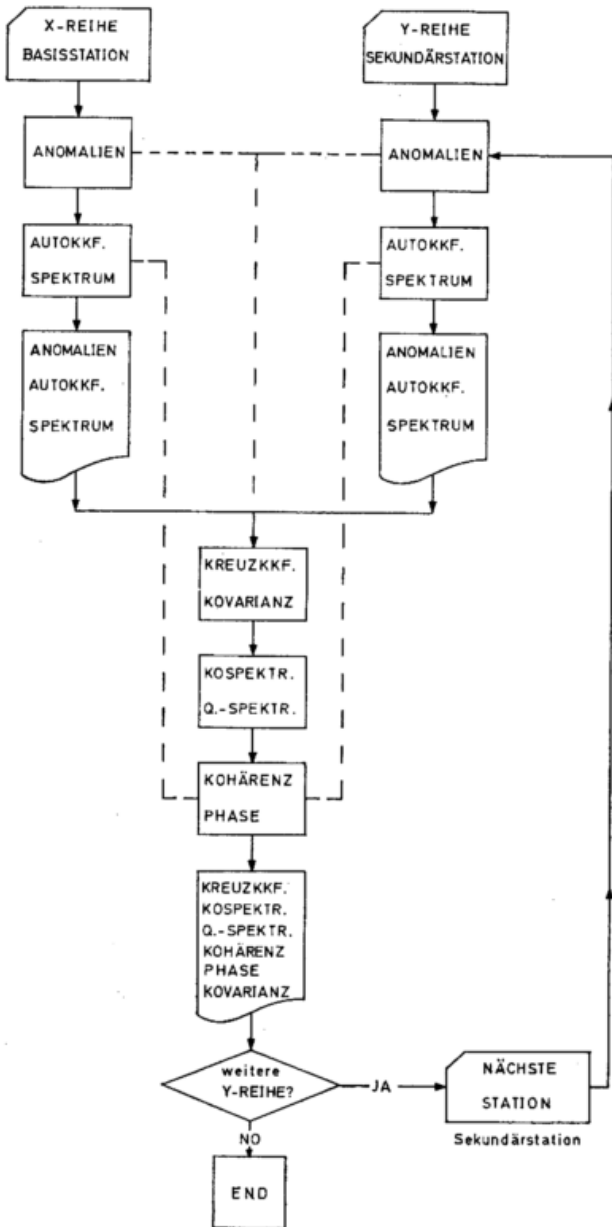 X-REIHE
BASISSTATION
Y-REIHE
SEKUNDÄRSTATION
ANOMALIEN
ANOMALIEN
AUTOKKF.
SPEKTRUM
AUTOKKF.
SPEKTRUM
ANOMALIEN
AUTOKKF.
SPEKTRUM
ANOMALIEN
AUTOKKF.
SPEKTRUM
KREUZKKF.
KOVARIANZ
KOSPEKTR.
Q.-SPEKTR.
KOHÄRENZ
PHASE
KREUZKKF.
KOSPEKTR.
Q.-SPEKTR.
KOHÄRENZ
PHASE
KOVARIANZ
weitere
Y-REIHE?
JA
NÄCHSTE
STATION
Sekundärstation
NO
END